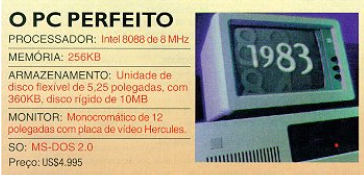 O PC PERFEITO
PROCESSADOR: Intel 8088 de 8 MHz
MEMÓRIA: 256KB
ARMAZENAMENTO: Unidade de
disco flexível de 5,25 polegadas, com
360KB, disco rígido de 10MB
MONITOR: Monocromático de 12
polegadas com placa de vídeo Hercules.
SO: MS-DOS 2.0
Preço: US$4.995
1983